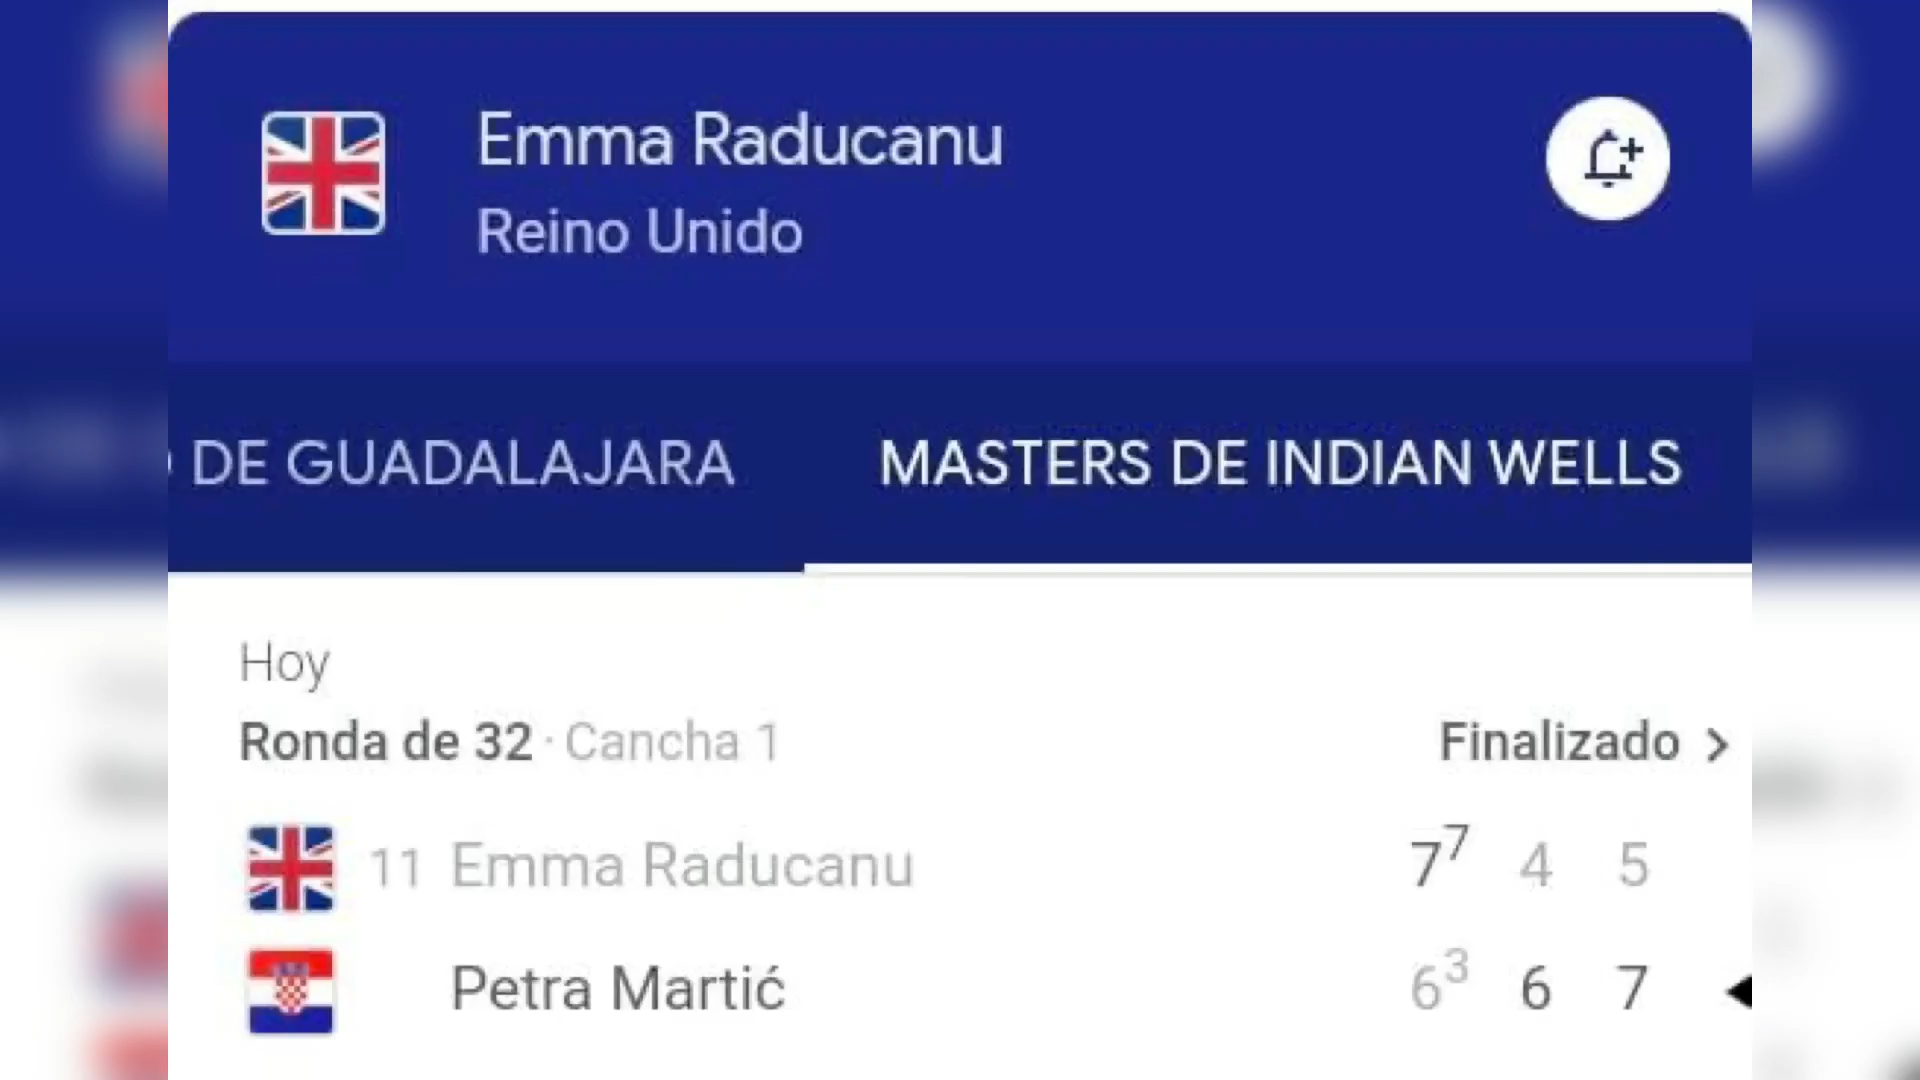 Emma Raducanu
Reino Unido
DE GUADALAJARA MASTERS DE INDIAN WELLS
Hoy
Ronda de 32 · Cancha 1 Finalizado
11 Emma Raducanu 7⁷ 4 5
Petra Martić 6³ 6 7